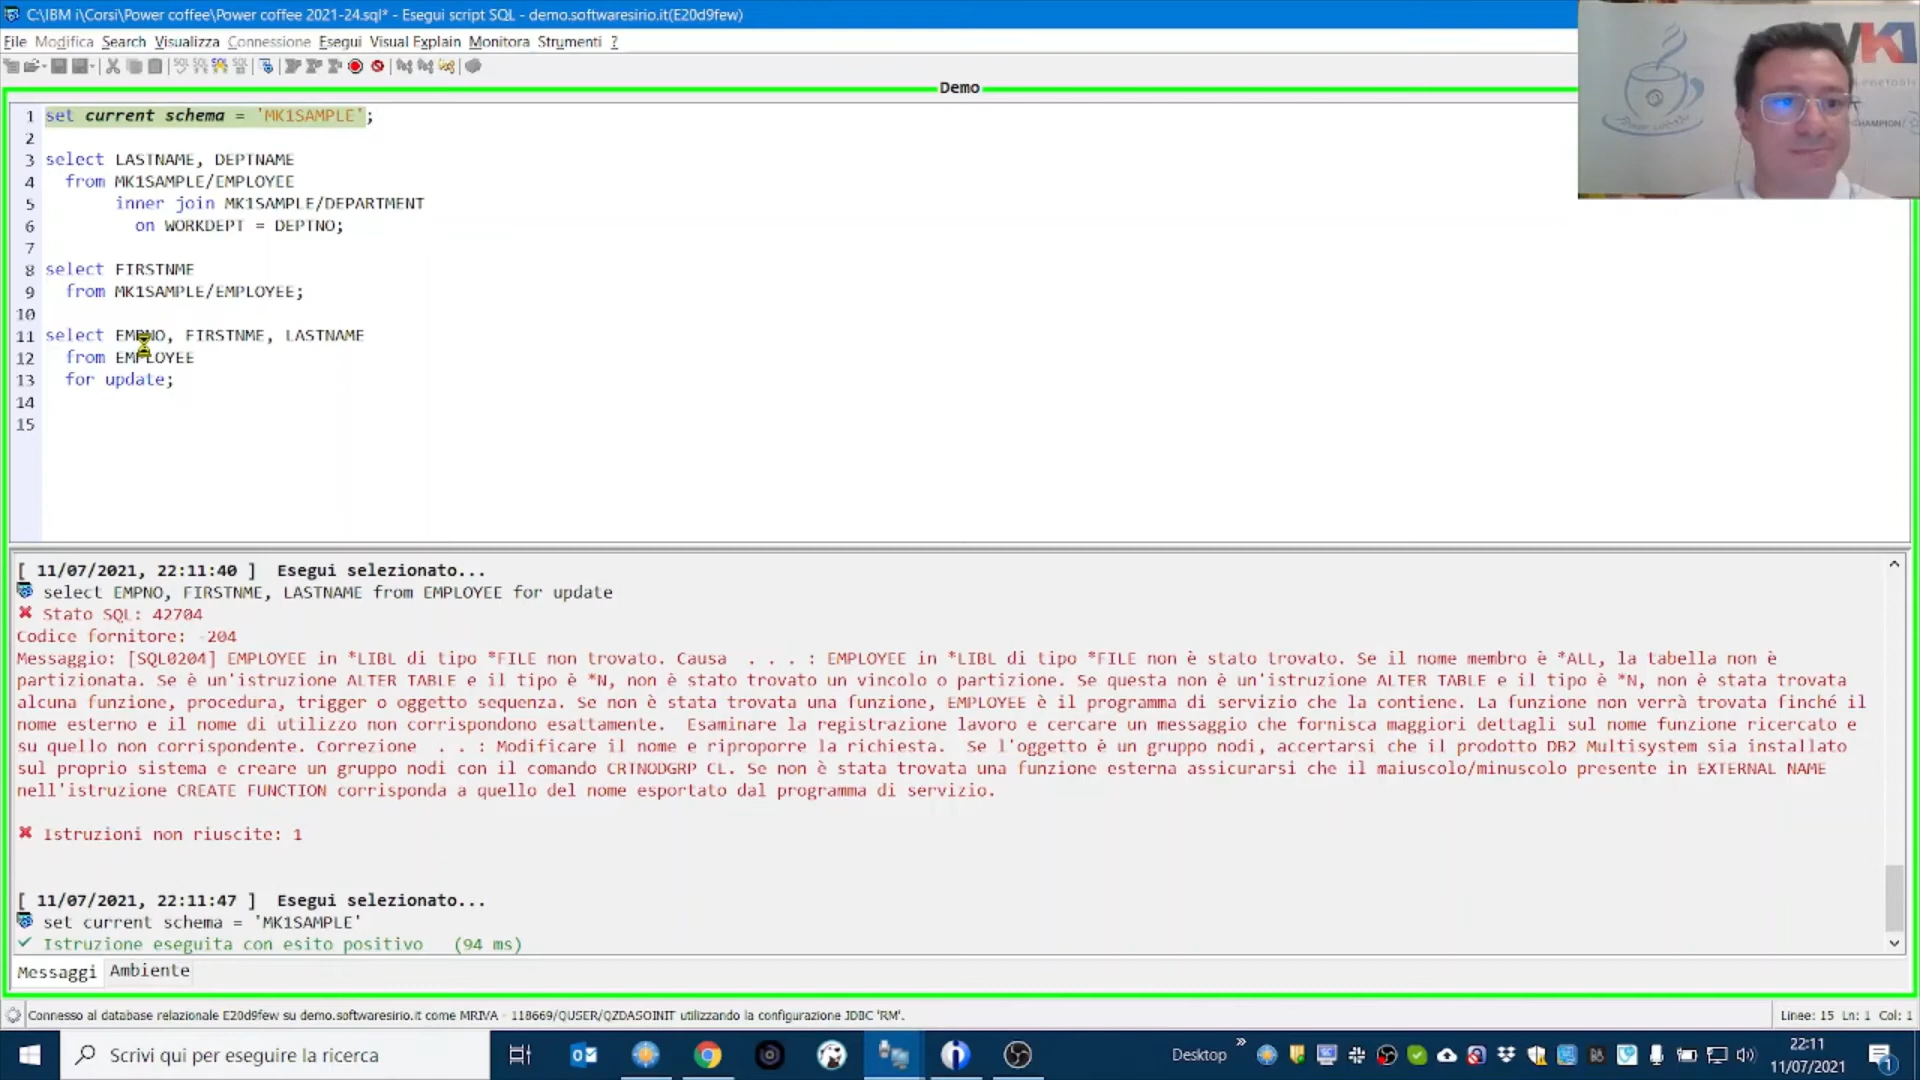 C:\IBM i\Corsi\Power coffee\Power coffee 2021-24.sql* - Esegui script SQL - demo.softwaresirio.it(E20d9few)
File Modifica Search Visualizza Connessione Esegui Visual Explain Monitora Strumenti ?
Demo
1 set current schema = 'MK1SAMPLE';
2
3 select LASTNAME, DEPTNAME
4 from MK1SAMPLE/EMPLOYEE
5 inner join MK1SAMPLE/DEPARTMENT
6 on WORKDEPT = DEPTNO;
7
8 select FIRSTNME
9 from MK1SAMPLE/EMPLOYEE;
10
11 select EMPNO, FIRSTNME, LASTNAME
12 from EMPLOYEE
13 for update;
14
15
[ 11/07/2021, 22:11:40 ] Esegui selezionato...
select EMPNO, FIRSTNME, LASTNAME from EMPLOYEE for update
Stato SQL: 42704
Codice fornitore: -204
Messaggio: [SQL0204] EMPLOYEE in *LIBL di tipo *FILE non trovato. Causa . . . : EMPLOYEE in *LIBL di tipo *FILE non è stato trovato. Se il nome membro è *ALL, la tabella non è
partizionata. Se è un'istruzione ALTER TABLE e il tipo è *N, non è stato trovato un vincolo o partizione. Se questa non è un'istruzione ALTER TABLE e il tipo è *N, non è stata trovata
alcuna funzione, procedura, trigger o oggetto sequenza. Se non è stata trovata una funzione, EMPLOYEE è il programma di servizio che la contiene. La funzione non verrà trovata finché il
nome esterno e il nome di utilizzo non corrispondono esattamente. Esaminare la registrazione lavoro e cercare un messaggio che fornisca maggiori dettagli sul nome funzione ricercato e
su quello non corrispondente. Correzione . . : Modificare il nome e riproporre la richiesta. Se l'oggetto è un gruppo nodi, accertarsi che il prodotto DB2 Multisystem sia installato
sul proprio sistema e creare un gruppo nodi con il comando CRTNODGRP CL. Se non è stata trovata una funzione esterna assicurarsi che il maiuscolo/minuscolo presente in EXTERNAL NAME
nell'istruzione CREATE FUNCTION corrisponda a quello del nome esportato dal programma di servizio.
Istruzioni non riuscite: 1
[ 11/07/2021, 22:11:47 ] Esegui selezionato...
set current schema = 'MK1SAMPLE'
Istruzione eseguita con esito positivo (94 ms)
Messaggi Ambiente
Connesso al database relazionale E20d9few su demo.softwaresirio.it come MRIVA - 118669/QUSER/QZDASOINIT utilizzando la configurazione JDBC 'RM'.
Linee: 15 Ln: 1 Col: 1
Scrivi qui per eseguire la ricerca
Desktop
22:11
11/07/2021